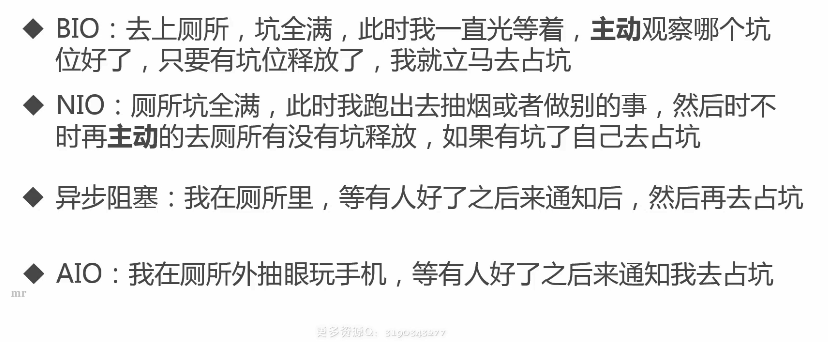 ◆ BIO：去上厕所，坑全满，此时我一直光等着，主动观察哪个坑
位好了，只要有坑位释放了，我就立马去占坑
◆ NIO：厕所坑全满，此时我跑出去抽烟或者做别的事，然后时不
时再主动的去厕所有没有坑释放，如果有坑了自己去占坑
◆ 异步阻塞：我在厕所里，等有人好了之后来通知后，然后再去占坑
◆ AIO：我在厕所外抽眼玩手机，等有人好了之后来通知我去占坑
mr
更多资源Q：